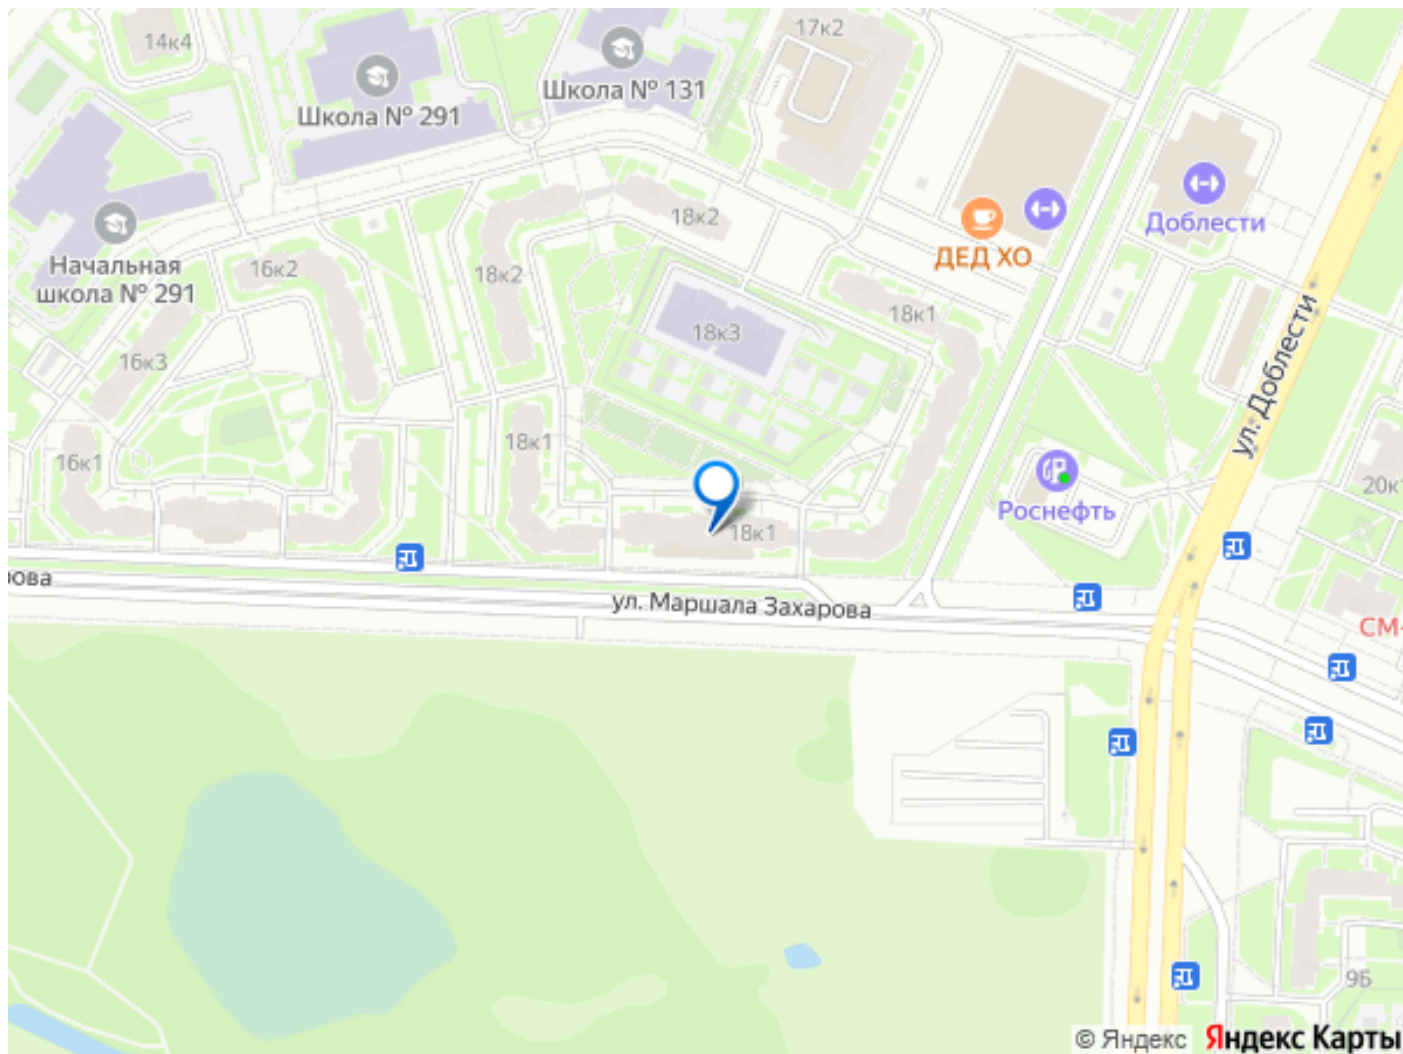 14к4
17к2
Школа № 131
Школа № 291
Доблести
18к2
ДЕД ХО
Начальная
школа № 291
16к2
18к2
18к1
18к3
16к3
ул. Доблести
18к1
16к1
20к1
Роснефть
18к1
рова
ул. Маршала Захарова
СМ-
9Б
© Яндекс
Яндекс Карты